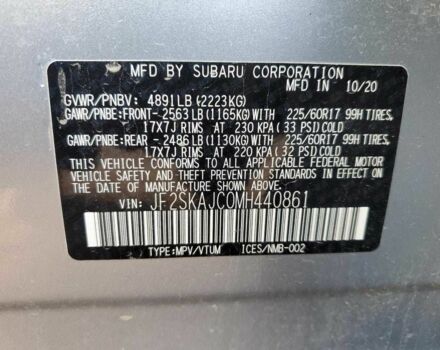 MFD BY SUBARU CORPORATION
MFD IN 10/20
GVWR/PNBV: 4891LB (2223KG)
GAWR/PNBE:FRONT-2563LB (1165KG) WITH 225/60R17 99H TIRES,
17X7J RIMS AT 230 KPA (33 PSI)COLD
GAWR/PNBE:REAR -2486LB (1130KG) WITH 225/60R17 99H TIRES,
17X7J RIMS AT 220 KPA (32 PSI)COLD
THIS VEHICLE CONFORMS TO ALL APPLICABLE FEDERAL MOTOR
VEHICLE SAFETY, BUMPER, AND THEFT PREVENTION STANDARDS
IN EFFECT ON THE DATE OF MANUFACTURE SHOWN ABOVE.
VIN: JF2SKAJC0MH440861
TYPE:MPV/VTUM ICES/NMB-002